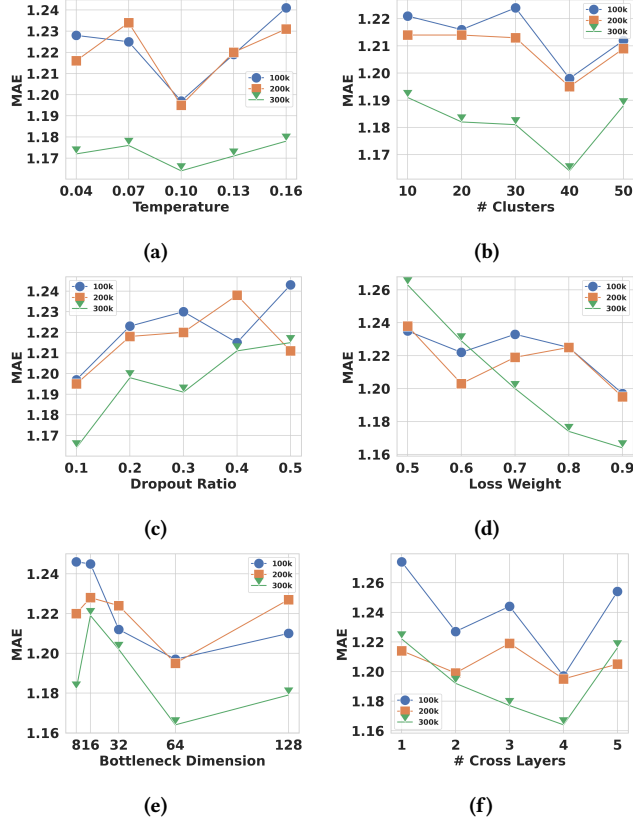 1.24
1.23
1.22
1.21
1.20
1.19
1.18
1.17
MAE
100k
200k
300k
0.04 0.07 0.10 0.13 0.16
Temperature
(a)
1.22
1.21
1.20
1.19
1.18
1.17
MAE
100k
200k
300k
10 20 30 40 50
# Clusters
(b)
1.24
1.23
1.22
1.21
1.20
1.19
1.18
1.17
MAE
100k
200k
300k
0.1 0.2 0.3 0.4 0.5
Dropout Ratio
(c)
1.26
1.24
1.22
1.20
1.18
1.16
MAE
100k
200k
300k
0.5 0.6 0.7 0.8 0.9
Loss Weight
(d)
1.24
1.22
1.20
1.18
1.16
MAE
100k
200k
300k
8 16 32 64 128
Bottleneck Dimension
(e)
1.26
1.24
1.22
1.20
1.18
1.16
MAE
100k
200k
300k
1 2 3 4 5
# Cross Layers
(f)